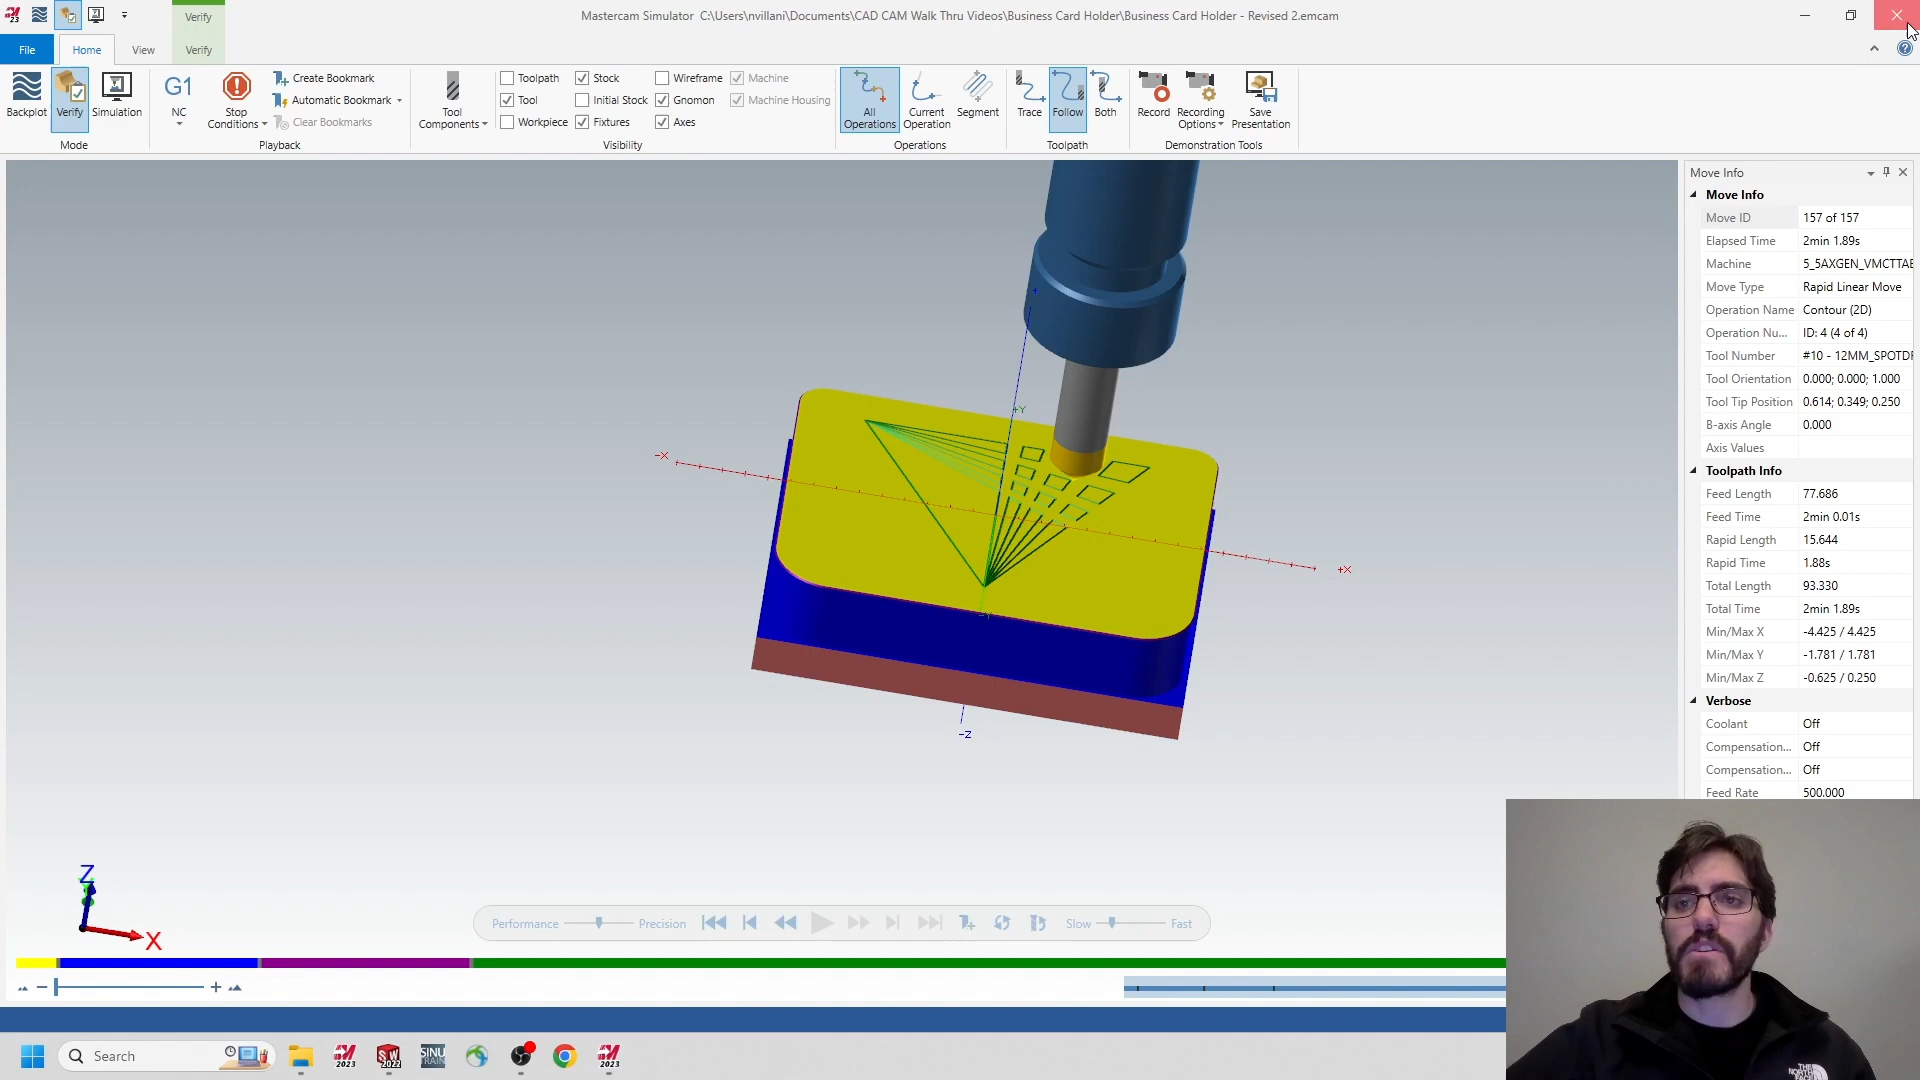 Verify
Mastercam Simulator C:\Users\nvillani\Documents\CAD CAM Walk Thru Videos\Business Card Holder\Business Card Holder - Revised 2.emcam
File
Home
View
Verify
Backplot
Verify
Simulation
Mode
G1
NC
Stop
Conditions
Create Bookmark
Automatic Bookmark
Clear Bookmarks
Playback
Tool
Components
Toolpath
Stock
Wireframe
Machine
Tool
Initial Stock
Gnomon
Machine Housing
Workpiece
Fixtures
Axes
Visibility
All
Operations
Current
Operation
Segment
Operations
Trace
Follow
Both
Toolpath
Record
Recording
Options
Save
Presentation
Demonstration Tools
Move Info
Move Info
Move ID 157 of 157
Elapsed Time 2min 1.89s
Machine 5_5AXGEN_VMCTTAE
Move Type Rapid Linear Move
Operation Name Contour (2D)
Operation Nu... ID: 4 (4 of 4)
Tool Number #10 - 12MM_SPOTDR
Tool Orientation 0.000; 0.000; 1.000
Tool Tip Position 0.614; 0.349; 0.250
B-axis Angle 0.000
Axis Values
Toolpath Info
Feed Length 77.686
Feed Time 2min 0.01s
Rapid Length 15.644
Rapid Time 1.88s
Total Length 93.330
Total Time 2min 1.89s
Min/Max X -4.425 / 4.425
Min/Max Y -1.781 / 1.781
Min/Max Z -0.625 / 0.250
Verbose
Coolant Off
Compensation... Off
Compensation... Off
Feed Rate 500.000
+Y
-X
+X
-Z
Z
X
Performance
Precision
Slow
Fast
Search
2023
SW
2022
SINU
TRAIN
2023
THE
NORTH
FACE